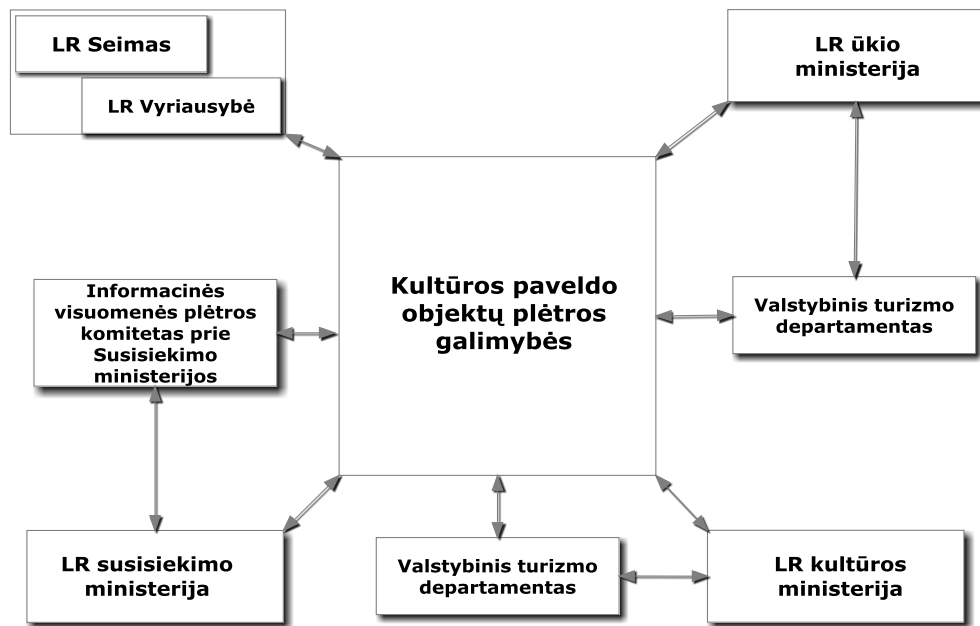 LR Seimas
LR Vyriausybė
LR ūkio
ministerija
Kultūros paveldo
objektų plėtros
galimybės
Informacinės
visuomenės plėtros
komitetas prie
Susisiekimo
ministerijos
Valstybinis turizmo
departamentas
LR susisiekimo
ministerija
Valstybinis turizmo
departamentas
LR kultūros
ministerija